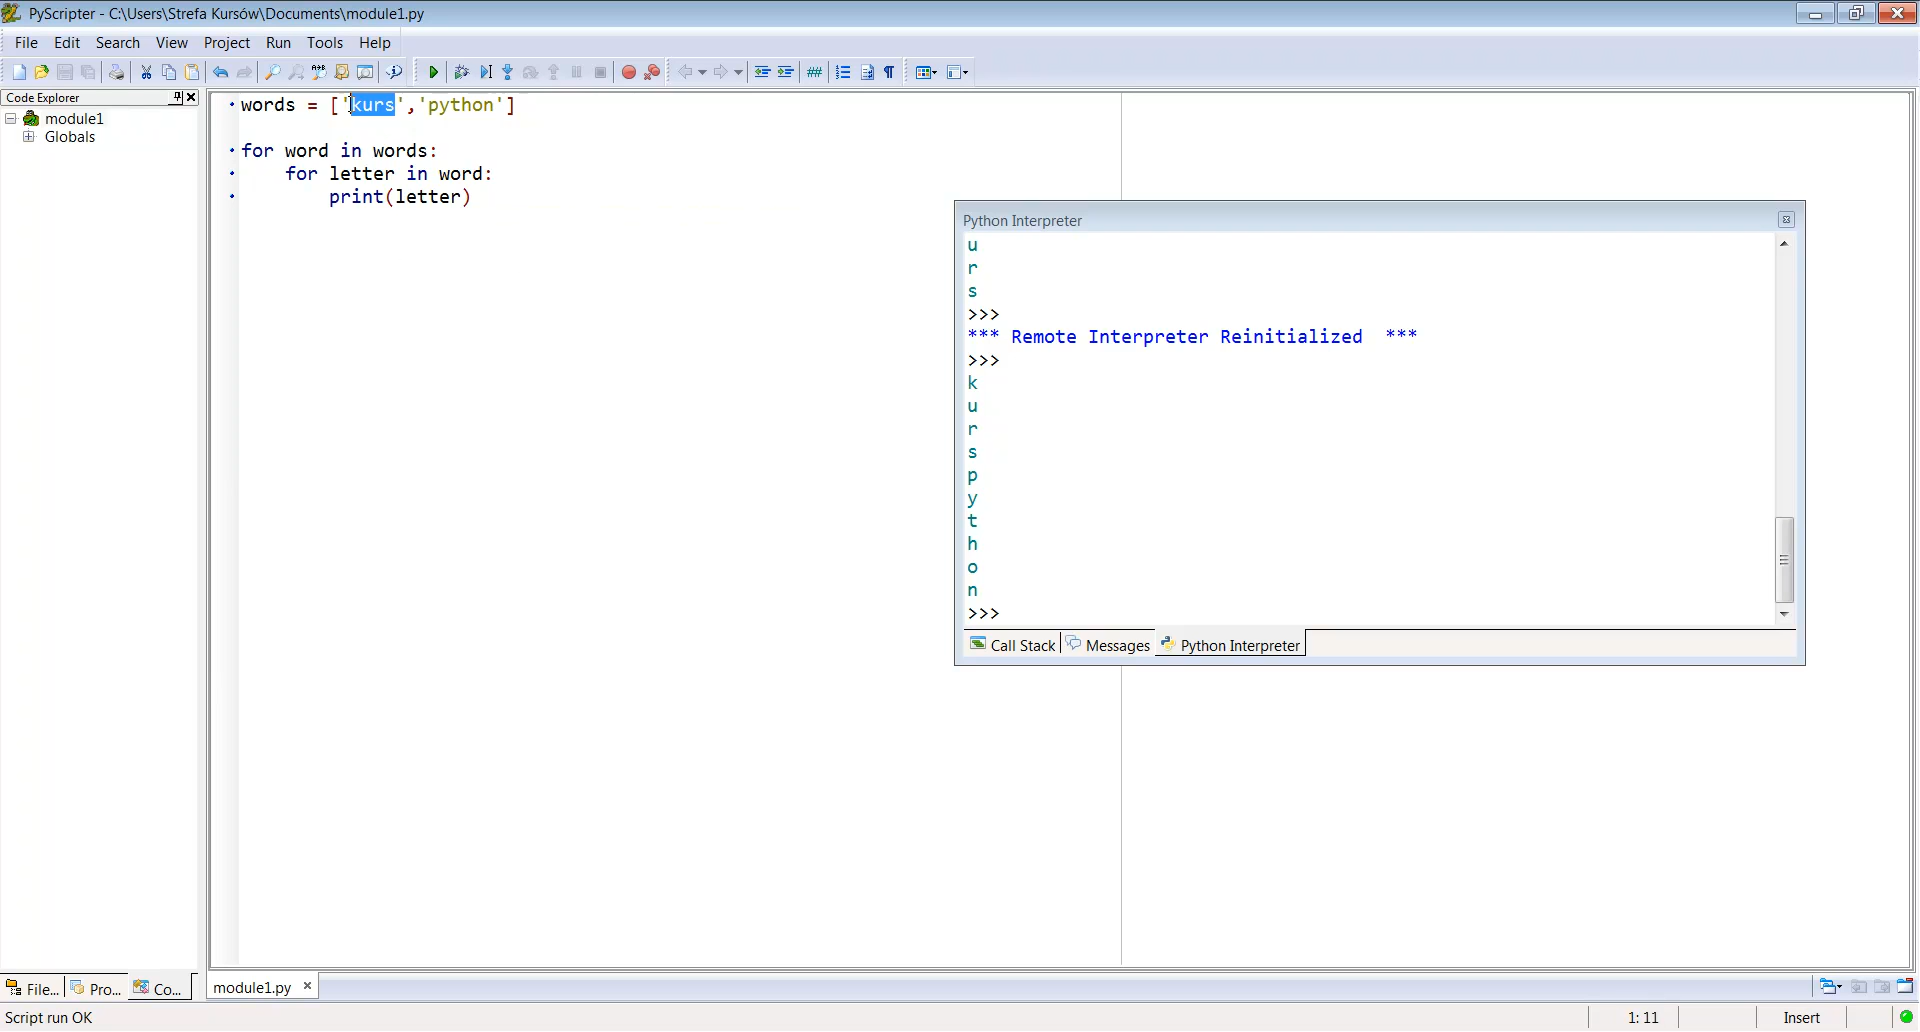 PyScripter - C:\Users\Strefa Kursów\Documents\module1.py
File Edit Search View Project Run Tools Help
Code Explorer
module1
Globals
words = ['kurs','python']
for word in words:
    for letter in word:
        print(letter)
Python Interpreter
u
r
s
>>>
*** Remote Interpreter Reinitialized  ***
>>>
k
u
r
s
p
y
t
h
o
n
>>>
Call Stack Messages Python Interpreter
File... Pro... Co... module1.py
Script run OK 1: 11 Insert